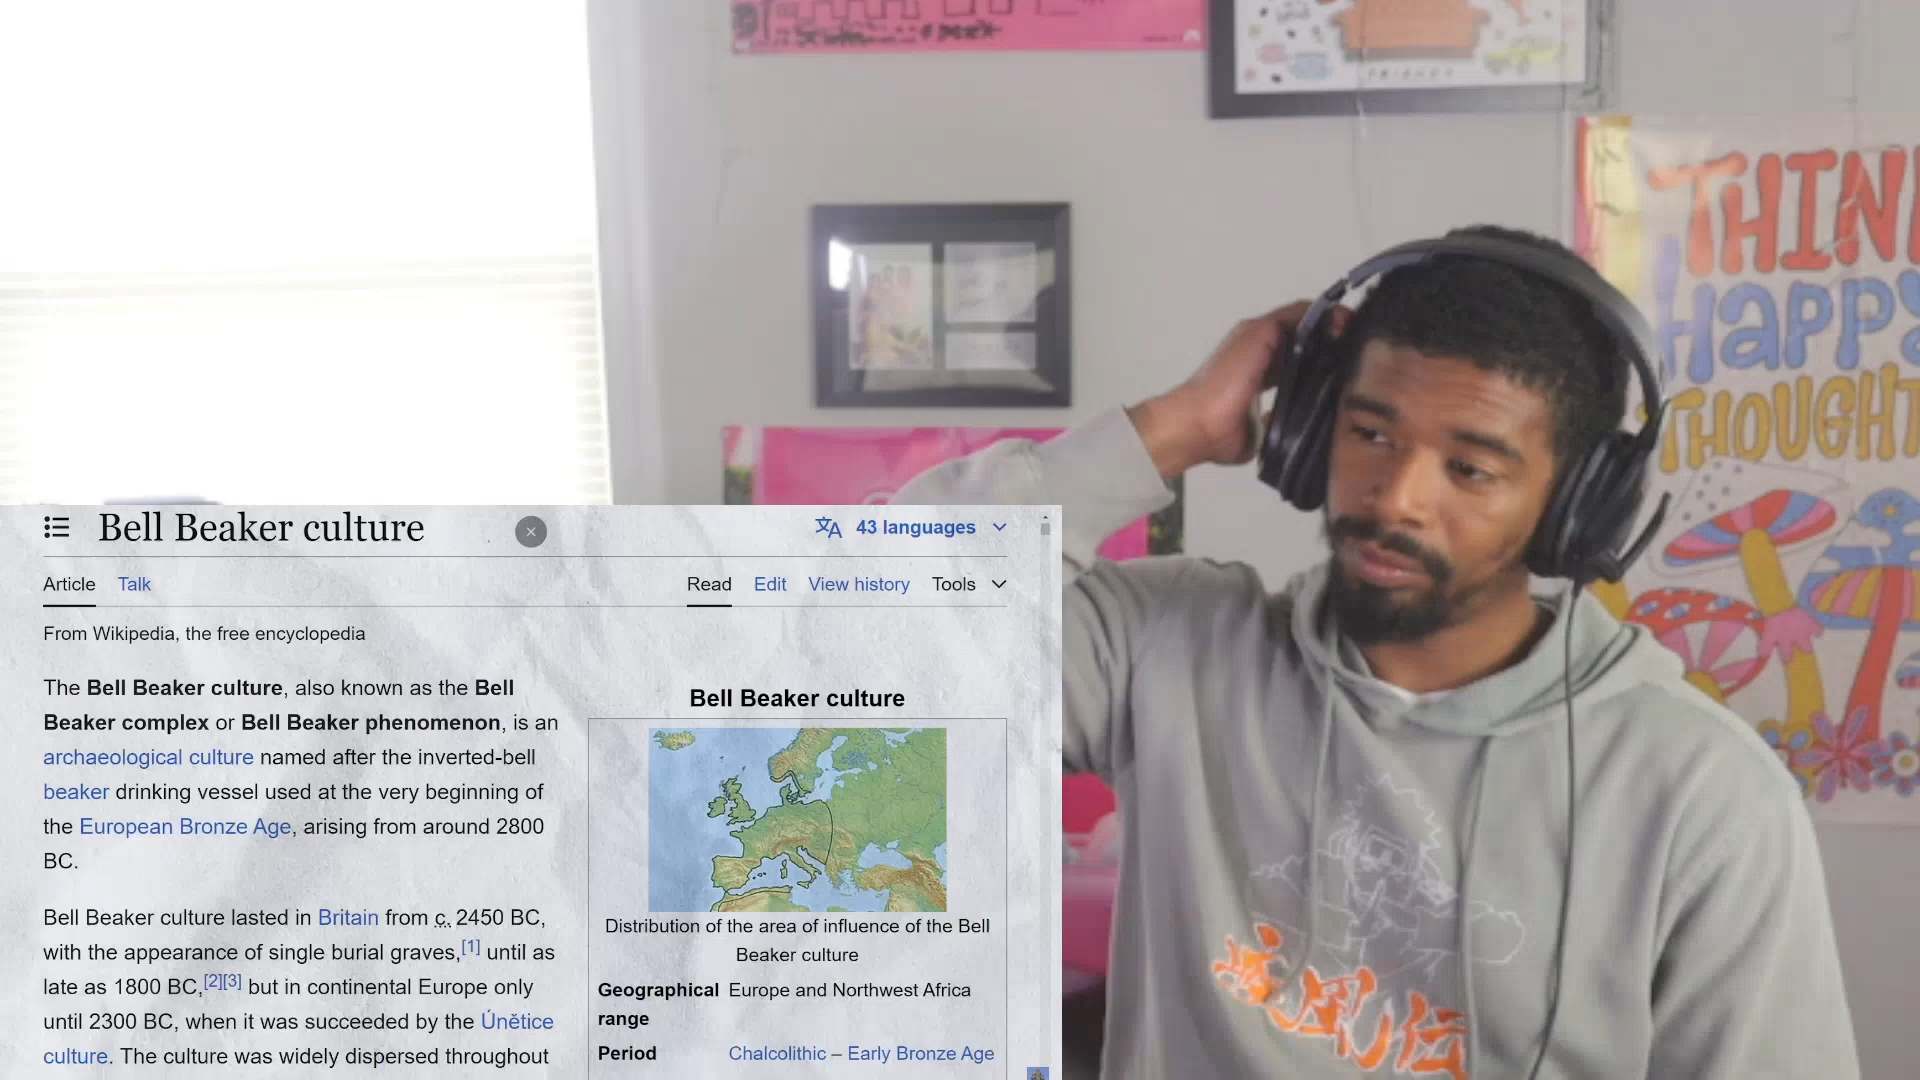 FRIENDS
THIN
HAPPY
THOUGHT
Bell Beaker culture
43 languages
Article Talk Read Edit View history Tools
From Wikipedia, the free encyclopedia
The Bell Beaker culture, also known as the Bell
Beaker complex or Bell Beaker phenomenon, is an
archaeological culture named after the inverted-bell
beaker drinking vessel used at the very beginning of
the European Bronze Age, arising from around 2800
BC.
Bell Beaker culture lasted in Britain from c. 2450 BC,
with the appearance of single burial graves,[1] until as
late as 1800 BC,[2][3] but in continental Europe only
until 2300 BC, when it was succeeded by the Únětice
culture. The culture was widely dispersed throughout
Bell Beaker culture
Distribution of the area of influence of the Bell
Beaker culture
Geographical Europe and Northwest Africa
range
Period Chalcolithic – Early Bronze Age